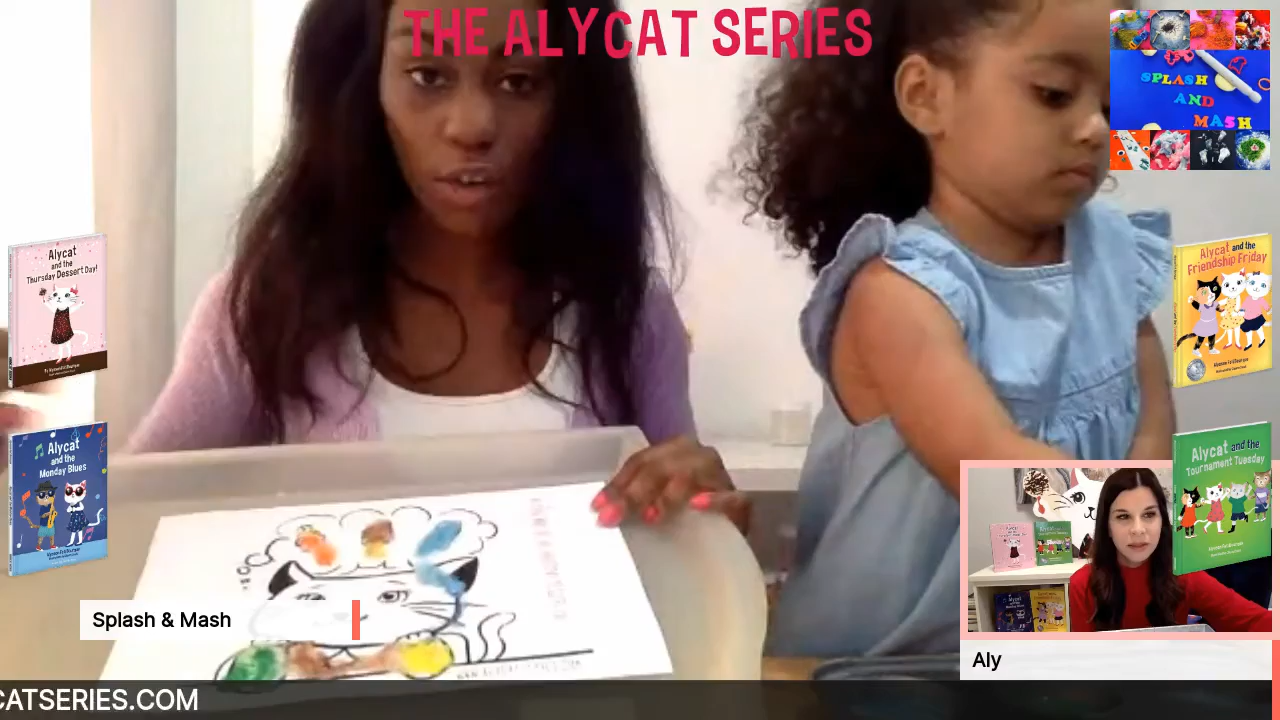 THE ALYCAT SERIES
SPLASH
AND
MASH
Alycat
and the
Thursday Dessert Day!
Alycat and the
Friendship Friday
Alycat
and the
Monday Blues
Alycat and the
Tournament Tuesday
Splash & Mash
Aly
CATSERIES.COM